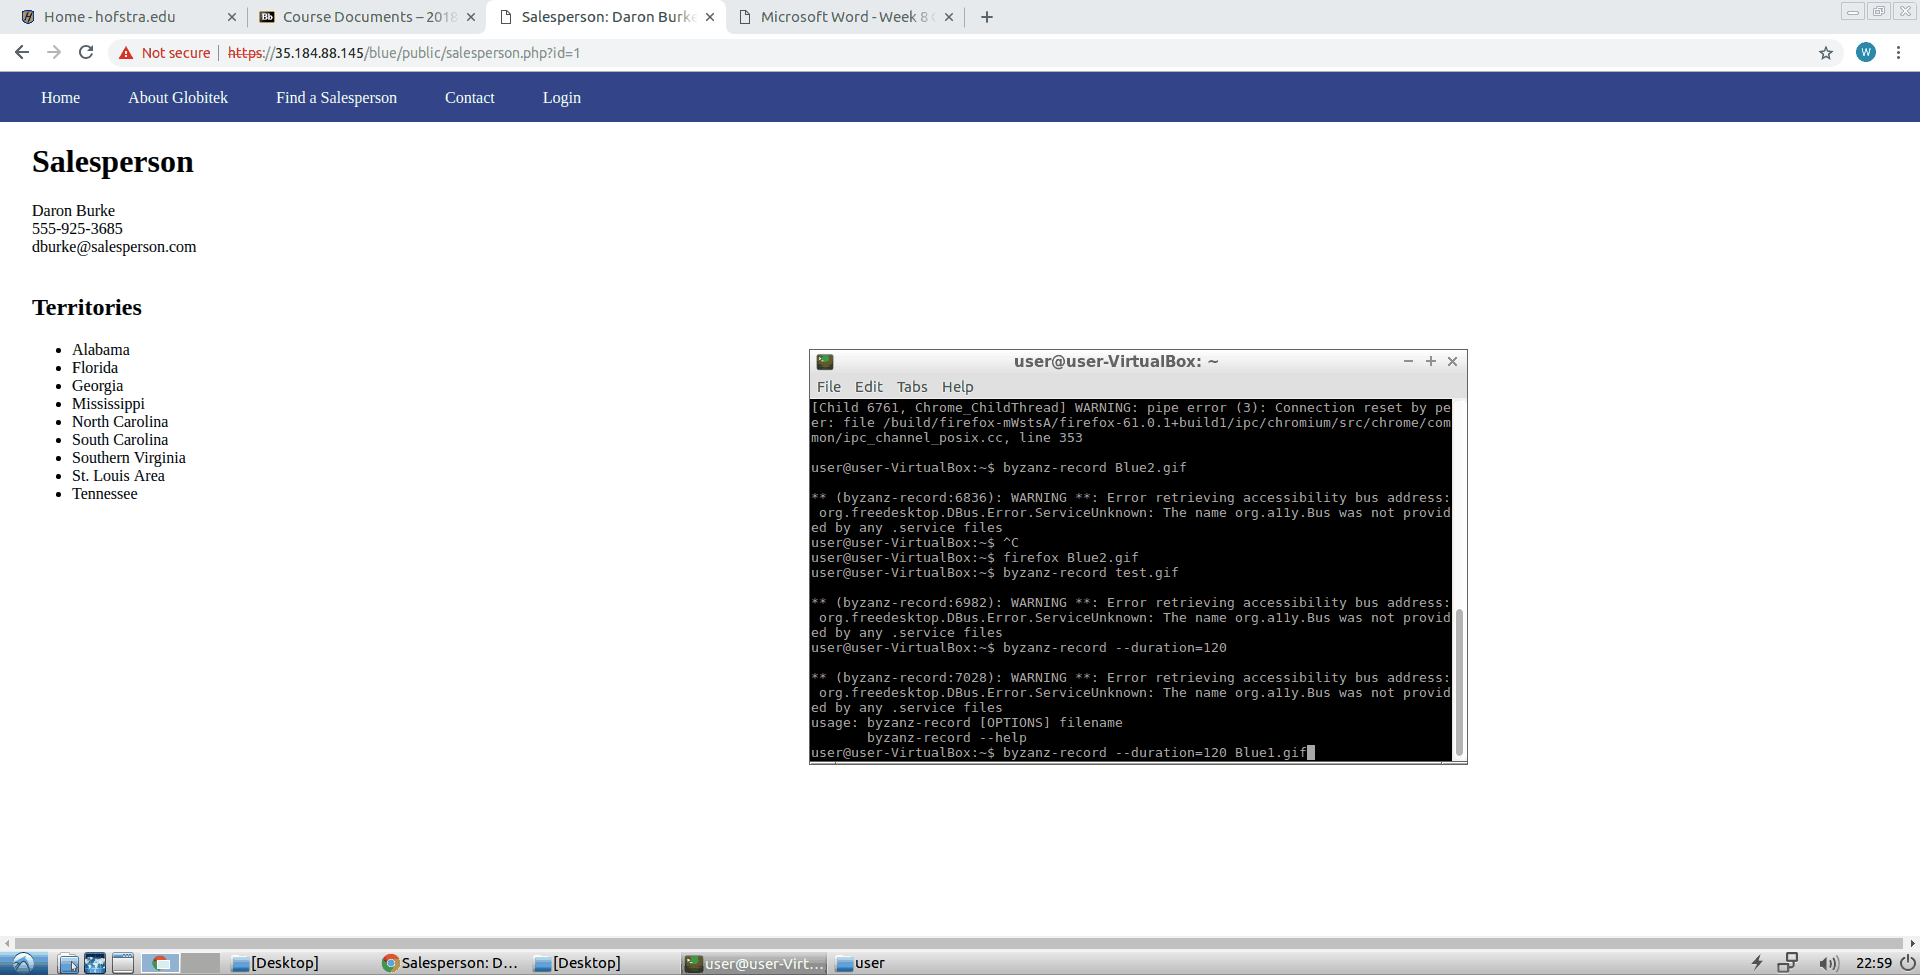 Home - hofstra.edu
Course Documents – 2018
Salesperson: Daron Burke
Microsoft Word - Week 8
Not secure
https://35.184.88.145/blue/public/salesperson.php?id=1
W
Home
About Globitek
Find a Salesperson
Contact
Login
Salesperson
Daron Burke
555-925-3685
dburke@salesperson.com
Territories
Alabama
Florida
Georgia
Mississippi
North Carolina
South Carolina
Southern Virginia
St. Louis Area
Tennessee
user@user-VirtualBox: ~
File Edit Tabs Help
[Child 6761, Chrome_ChildThread] WARNING: pipe error (3): Connection reset by pe
er: file /build/firefox-mWstsA/firefox-61.0.1+build1/ipc/chromium/src/chrome/com
mon/ipc_channel_posix.cc, line 353
user@user-VirtualBox:~$ byzanz-record Blue2.gif
** (byzanz-record:6836): WARNING **: Error retrieving accessibility bus address:
org.freedesktop.DBus.Error.ServiceUnknown: The name org.a11y.Bus was not provid
ed by any .service files
user@user-VirtualBox:~$ ^C
user@user-VirtualBox:~$ firefox Blue2.gif
user@user-VirtualBox:~$ byzanz-record test.gif
** (byzanz-record:6982): WARNING **: Error retrieving accessibility bus address:
org.freedesktop.DBus.Error.ServiceUnknown: The name org.a11y.Bus was not provid
ed by any .service files
user@user-VirtualBox:~$ byzanz-record --duration=120
** (byzanz-record:7028): WARNING **: Error retrieving accessibility bus address:
org.freedesktop.DBus.Error.ServiceUnknown: The name org.a11y.Bus was not provid
ed by any .service files
usage: byzanz-record [OPTIONS] filename
byzanz-record --help
user@user-VirtualBox:~$ byzanz-record --duration=120 Blue1.gif
[Desktop]
Salesperson: D...
[Desktop]
user@user-Virt...
user
22:59